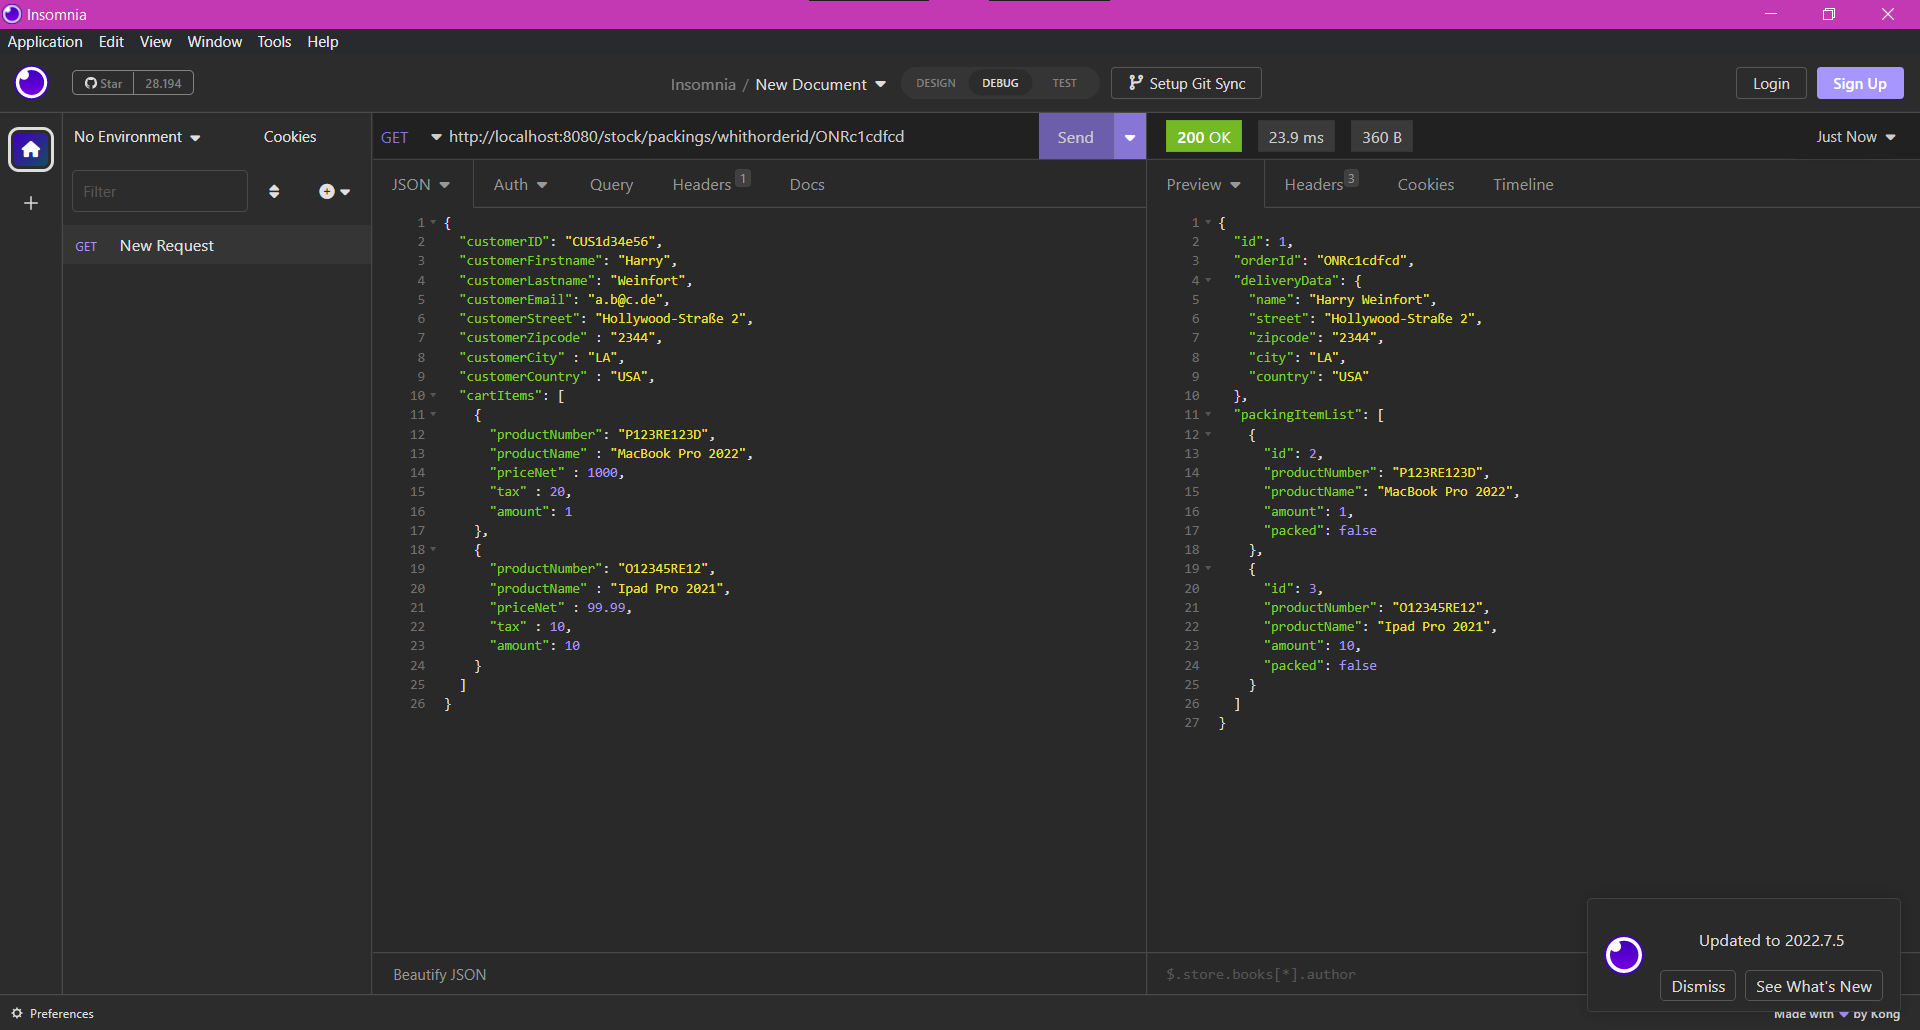 Insomnia
Application Edit View Window Tools Help
Star 28.194
Insomnia / New Document
DESIGN DEBUG TEST
Setup Git Sync
Login
Sign Up
No Environment
Cookies
Filter
GET New Request
GET http://localhost:8080/stock/packings/whithorderid/ONRc1cdfcd
Send
200 OK 23.9 ms 360 B
Just Now
JSON Auth Query Headers 1 Docs
1 {
2 "customerID": "CUS1d34e56",
3 "customerFirstname": "Harry",
4 "customerLastname": "Weinfort",
5 "customerEmail": "a.b@c.de",
6 "customerStreet": "Hollywood-Straße 2",
7 "customerZipcode" : "2344",
8 "customerCity" : "LA",
9 "customerCountry" : "USA",
10 "cartItems": [
11 {
12 "productNumber": "P123RE123D",
13 "productName" : "MacBook Pro 2022",
14 "priceNet" : 1000,
15 "tax" : 20,
16 "amount": 1
17 },
18 {
19 "productNumber": "O12345RE12",
20 "productName" : "Ipad Pro 2021",
21 "priceNet" : 99.99,
22 "tax" : 10,
23 "amount": 10
24 }
25 ]
26 }
Beautify JSON
Preview Headers 3 Cookies Timeline
1 {
2 "id": 1,
3 "orderId": "ONRc1cdfcd",
4 "deliveryData": {
5 "name": "Harry Weinfort",
6 "street": "Hollywood-Straße 2",
7 "zipcode": "2344",
8 "city": "LA",
9 "country": "USA"
10 },
11 "packingItemList": [
12 {
13 "id": 2,
14 "productNumber": "P123RE123D",
15 "productName": "MacBook Pro 2022",
16 "amount": 1,
17 "packed": false
18 },
19 {
20 "id": 3,
21 "productNumber": "O12345RE12",
22 "productName": "Ipad Pro 2021",
23 "amount": 10,
24 "packed": false
25 }
26 ]
27 }
$.store.books[*].author
Updated to 2022.7.5
Dismiss
See What's New
Preferences
Made with by Kong